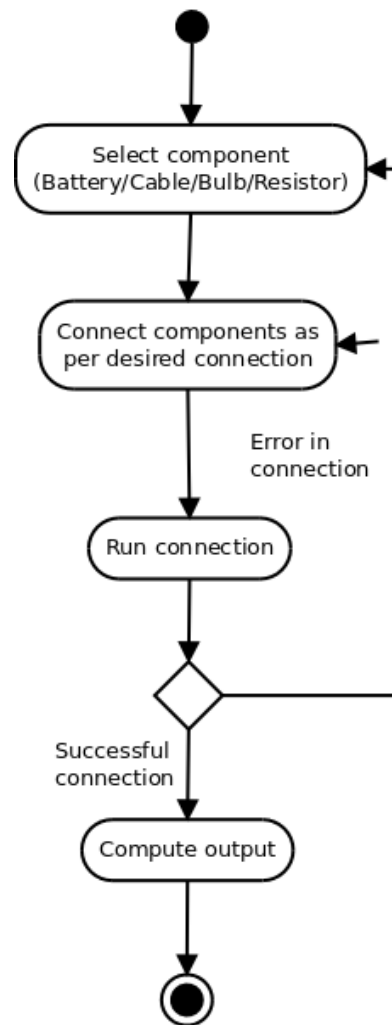 Select component
(Battery/Cable/Bulb/Resistor)
Connect components as
per desired connection
Error in
connection
Run connection
Successful
connection
Compute output